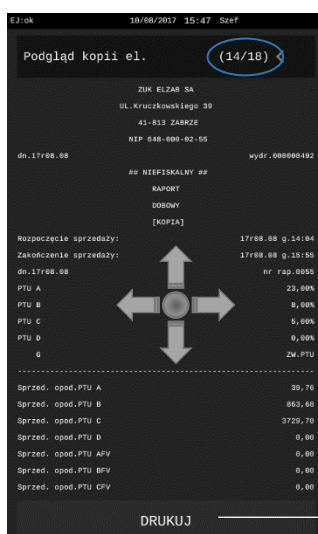 EJ:ok 10/08/2017 15:47 Szef
Podgląd kopii el. (14/18) <
ZUK ELZAB SA
UL.Kruczkowskiego 39
41-813 ZABRZE
NIP 648-000-02-55
dn.17r08.08 wydr.000000492
## NIEFISKALNY ##
RAPORT
DOBOWY
[KOPIA]
Rozpoczęcie sprzedaży: 17r08.08 g.14:04
Zakończenie sprzedaży: 17r08.08 g.15:55
dn.17r08.08 nr rap.0055
PTU A 23,00%
PTU B 8,00%
PTU C 5,00%
PTU D 0,00%
G ZW.PTU
Sprzed. opod.PTU A 39,76
Sprzed. opod.PTU B 863,60
Sprzed. opod.PTU C 3729,70
Sprzed. opod.PTU D 0,00
Sprzed. opod.PTU AFV 0,00
Sprzed. opod.PTU BFV 0,00
Sprzed. opod.PTU CFV 0,00
DRUKUJ